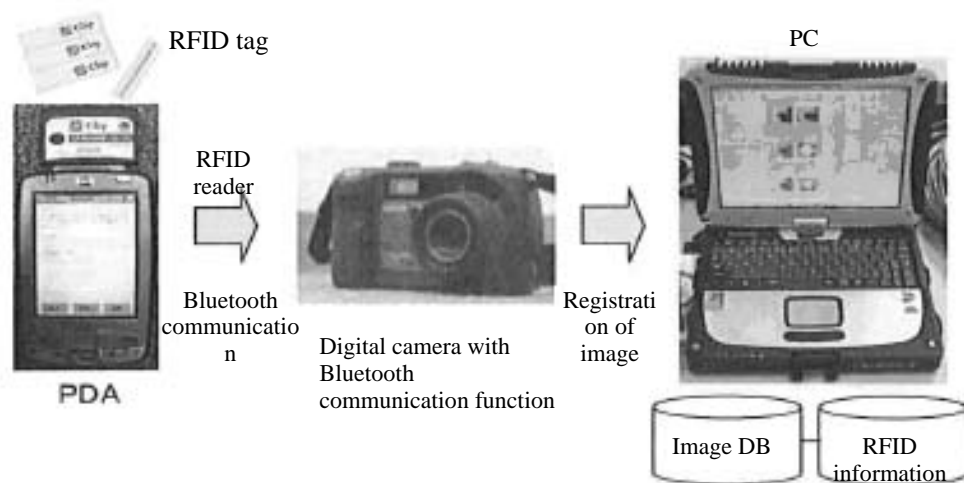 RFID tag
PC
RFID
reader
Bluetooth
communicatio
n
PDA
Digital camera with
Bluetooth
communication function
Registrati
on of
image
Image DB
RFID
information